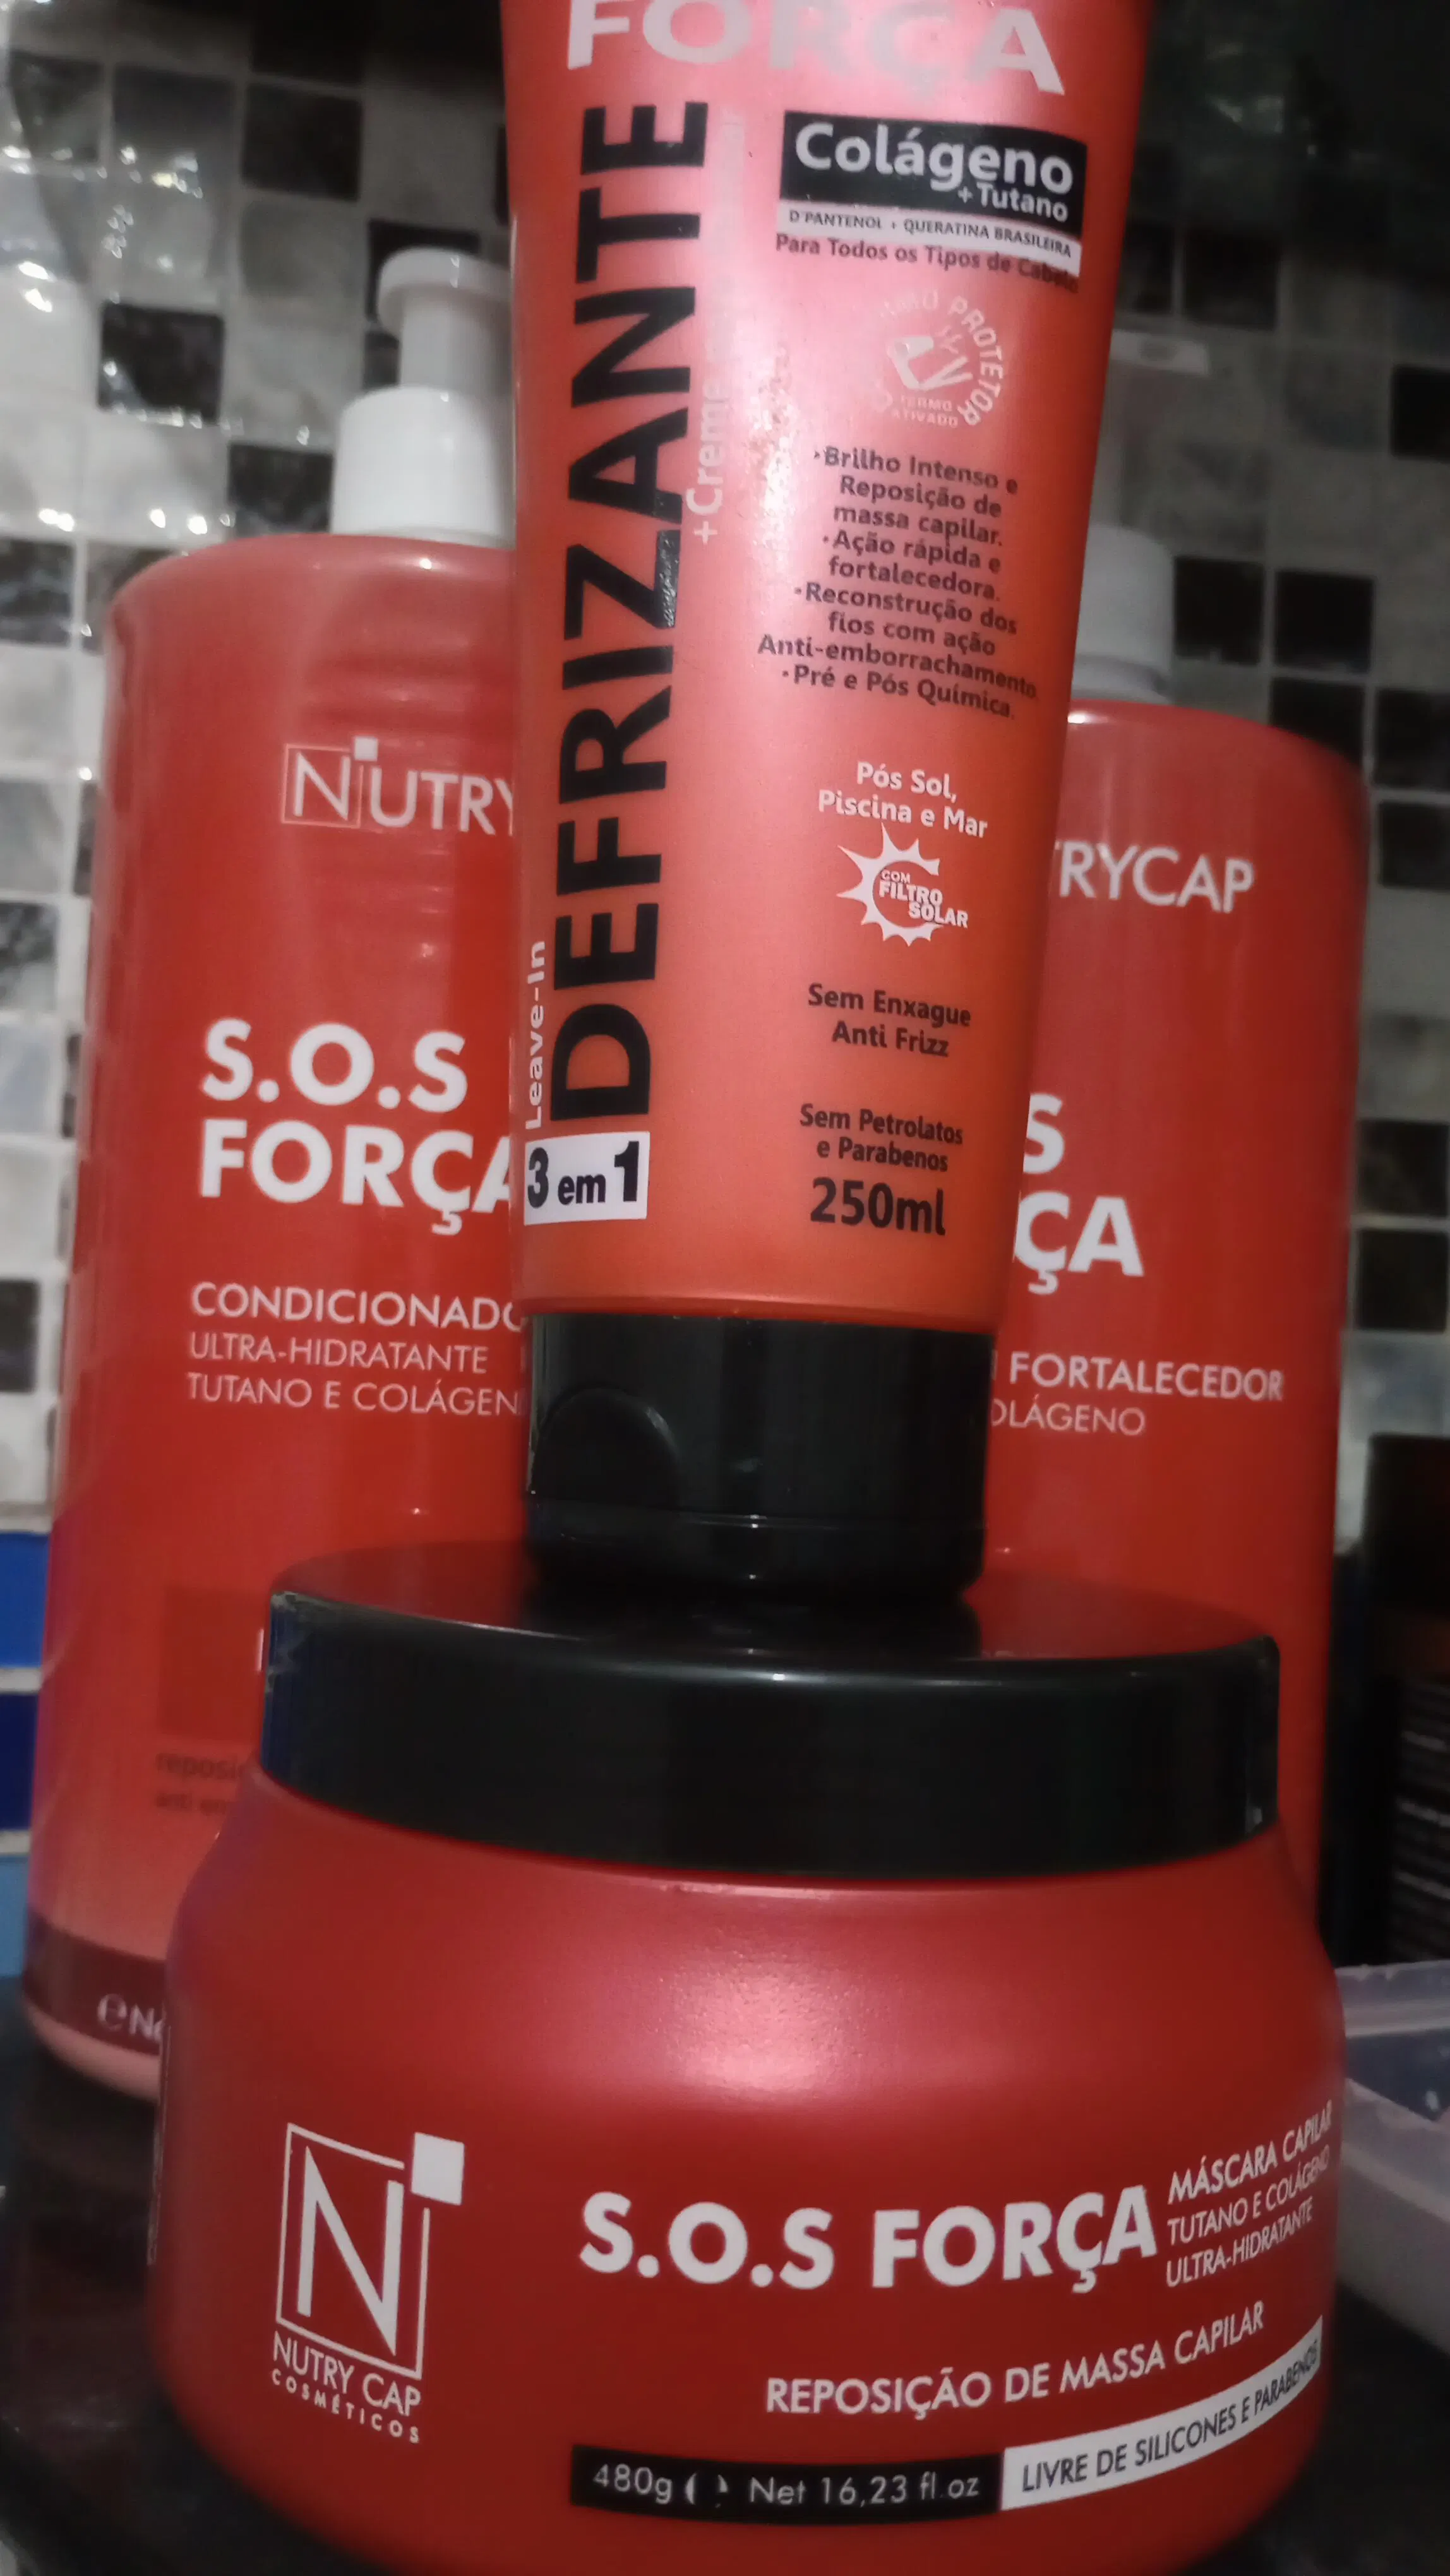 FORÇA
Colágeno
+Tutano
D'PANTENOL + QUERATINA BRASILEIRA
Para Todos os Tipos de Cabelo
PROTETOR
TERMO
ATIVADO
•Brilho Intenso e
Reposição de
massa capilar.
•Ação rápida e
fortalecedora.
•Reconstrução dos
fios com ação
Anti-emborrachamento
•Pré e Pós Química.
Pós Sol,
Piscina e Mar
COM
FILTRO
SOLAR
Sem Enxague
Anti Frizz
Sem Petrolatos
e Parabenos
250ml
Leave-In
DEFRIZANTE
+Creme
3 em 1
NUTRY
S.O.S
FORÇA
CONDICIONADO
ULTRA-HIDRATANTE
TUTANO E COLÁGEN
reposi
TRYCAP
S
ÇA
FORTALECEDOR
OLÁGENO
N
NUTRY CAP
COSMÉTICOS
S.O.S FORÇA
MÁSCARA CAPILAR
TUTANO E COLÁGENO
ULTRA-HIDRATANTE
REPOSIÇÃO DE MASSA CAPILAR
480g Net 16,23 fl.oz
LIVRE DE SILICONES E PARABENOS